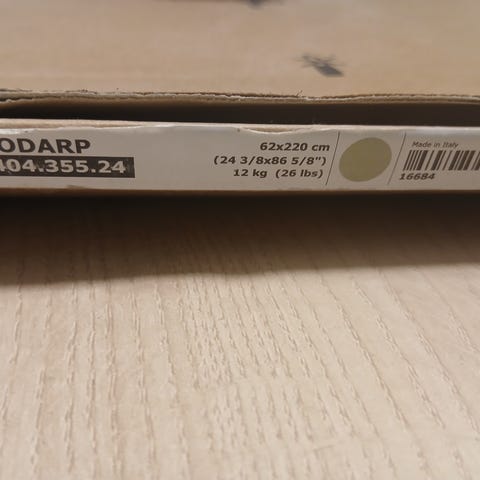 ODARP
404.355.24
62x220 cm
(24 3/8x86 5/8")
12 kg (26 lbs)
Made in Italy
16684